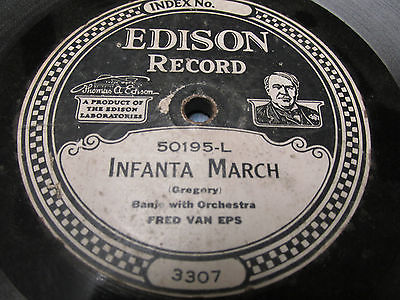 INDEX No.
EDISON
RECORD
Thomas A. Edison
A PRODUCT OF
THE EDISON
LABORATORIES
50195-L
INFANTA MARCH
(Gregory)
Banjo with Orchestra
FRED VAN EPS
3307